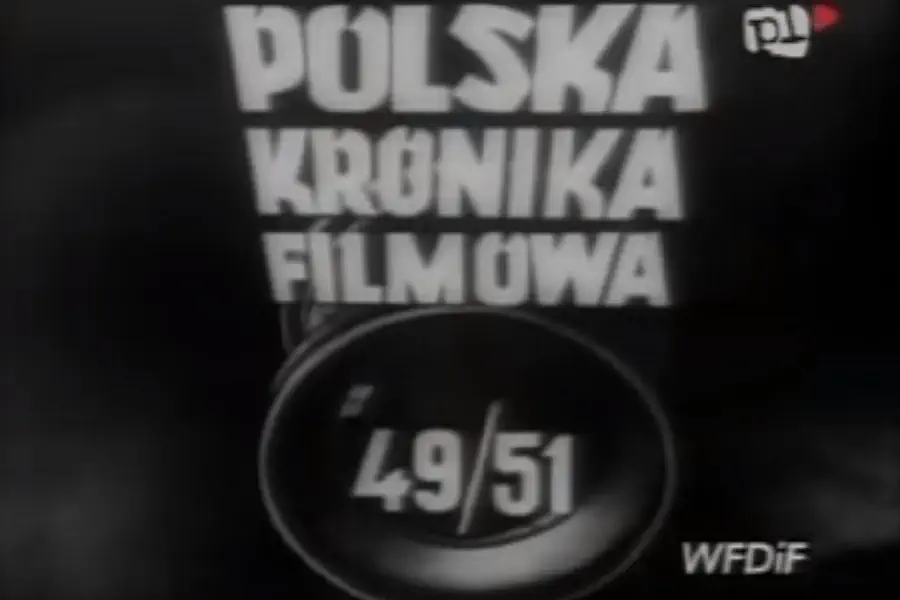 POLSKA
KRONIKA
FILMOWA
49/51
WFDiF